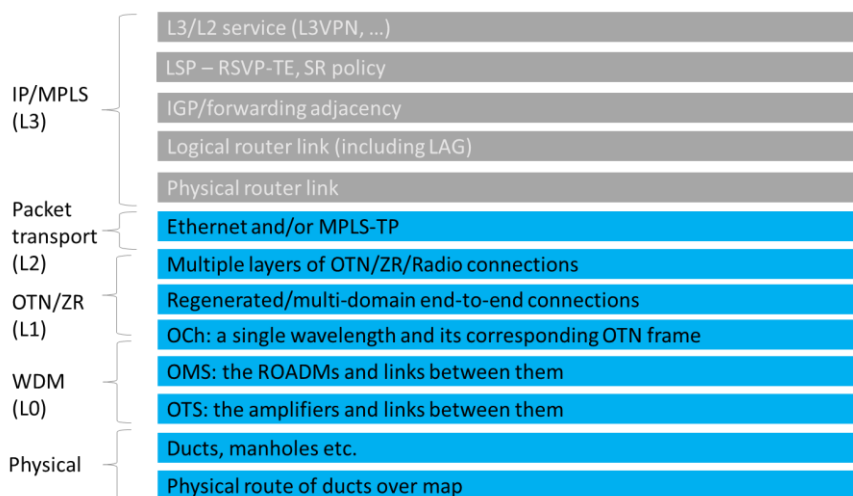 L3/L2 service (L3VPN, ...)
LSP – RSVP-TE, SR policy
IP/MPLS
(L3)
IGP/forwarding adjacency
Logical router link (including LAG)
Physical router link
Packet
transport
(L2)
Ethernet and/or MPLS-TP
Multiple layers of OTN/ZR/Radio connections
OTN/ZR
(L1)
Regenerated/multi-domain end-to-end connections
OCh: a single wavelength and its corresponding OTN frame
WDM
(L0)
OMS: the ROADMs and links between them
OTS: the amplifiers and links between them
Physical
Ducts, manholes etc.
Physical route of ducts over map